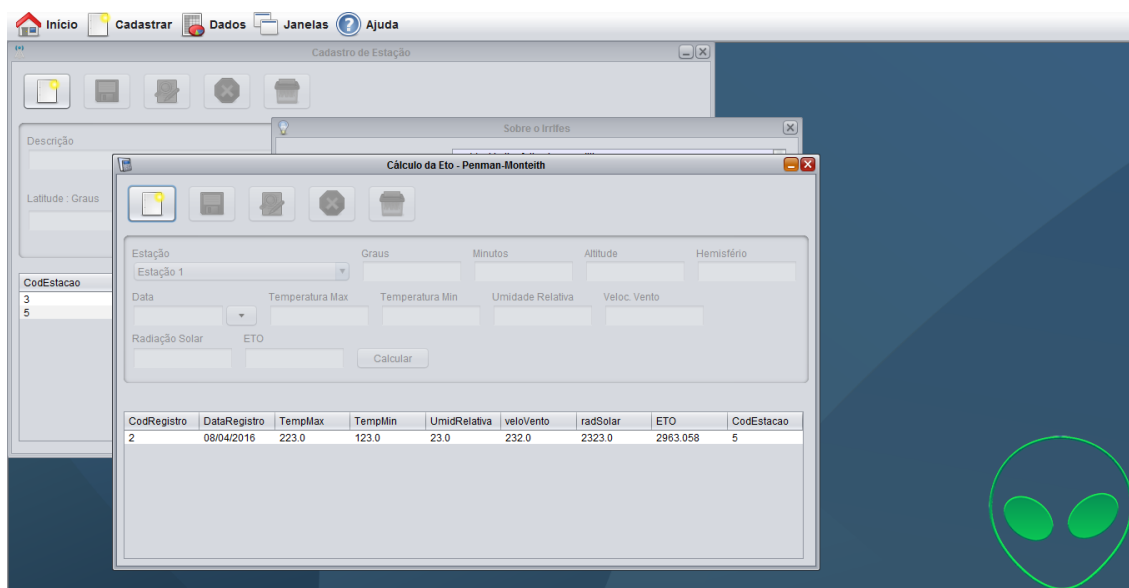 Início Cadastrar Dados Janelas Ajuda
Cadastro de Estação
Sobre o Irrifes
Descrição
Latitude : Graus
CodEstacao
3
5
Cálculo da Eto - Penman-Monteith
Estação Graus Minutos Altitude Hemisfério
Estação 1
Data Temperatura Max Temperatura Min Umidade Relativa Veloc. Vento
Radiação Solar ETO
Calcular
CodRegistro DataRegistro TempMax TempMin UmidRelativa veloVento radSolar ETO CodEstacao
2 08/04/2016 223.0 123.0 23.0 232.0 2323.0 2963.058 5